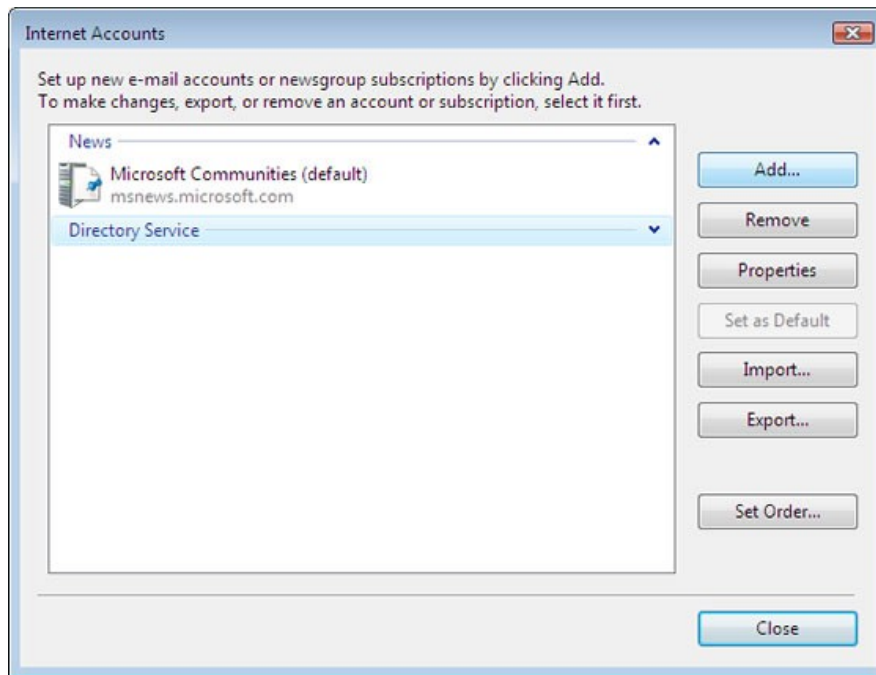 Internet Accounts
Set up new e-mail accounts or newsgroup subscriptions by clicking Add.
To make changes, export, or remove an account or subscription, select it first.
News
Microsoft Communities (default)
msnews.microsoft.com
Directory Service
Add...
Remove
Properties
Set as Default
Import...
Export...
Set Order...
Close